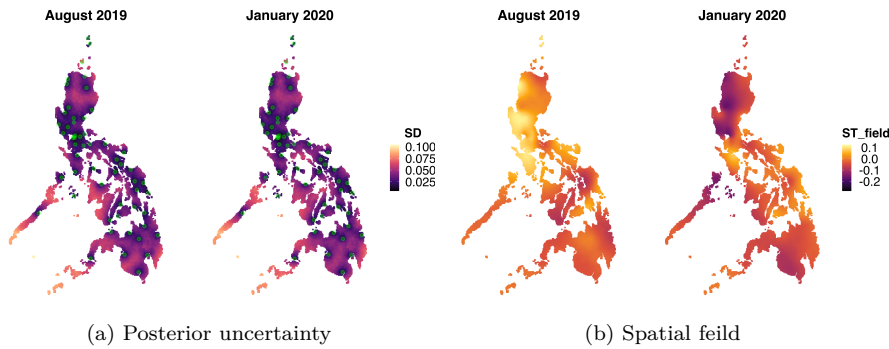 August 2019
January 2020
SD
0.100
0.075
0.050
0.025
August 2019
January 2020
ST_field
0.1
0.0
-0.1
-0.2
(a) Posterior uncertainty
(b) Spatial feild